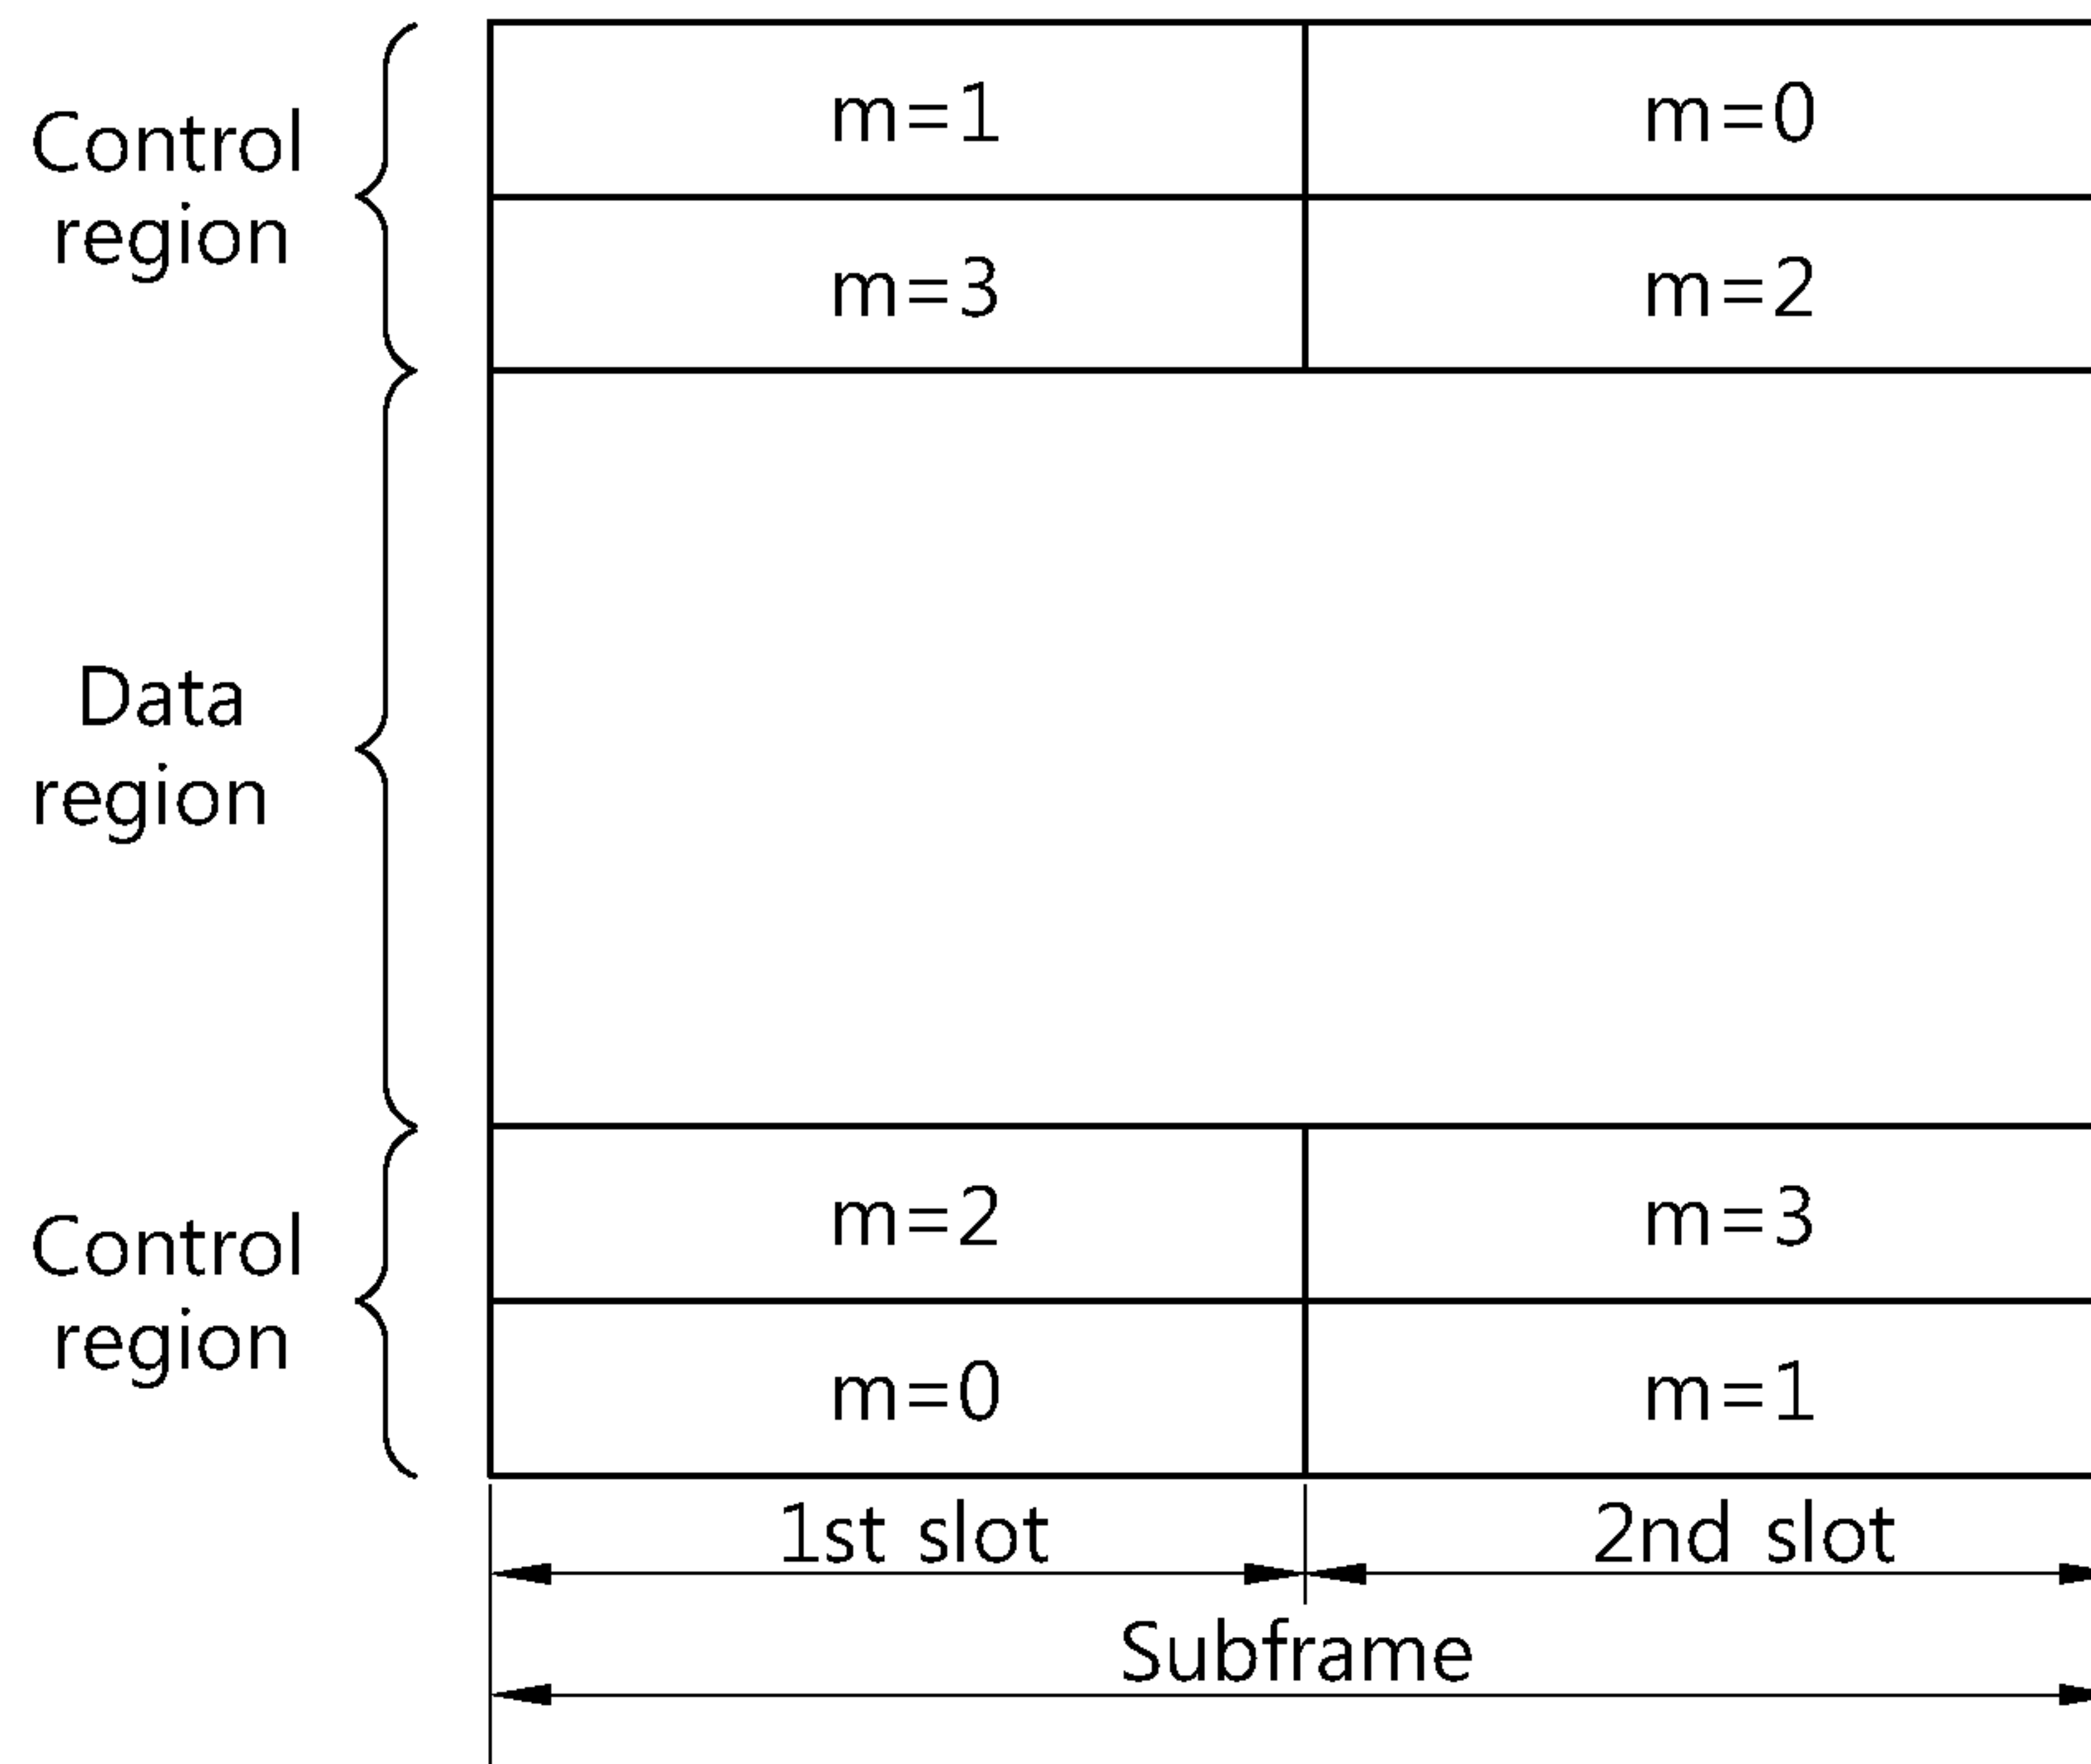 m=1 m=0
Control
region
m=3 m=2
Data
region
m=2 m=3
Control
region
m=0 m=1
1st slot 2nd slot
Subframe